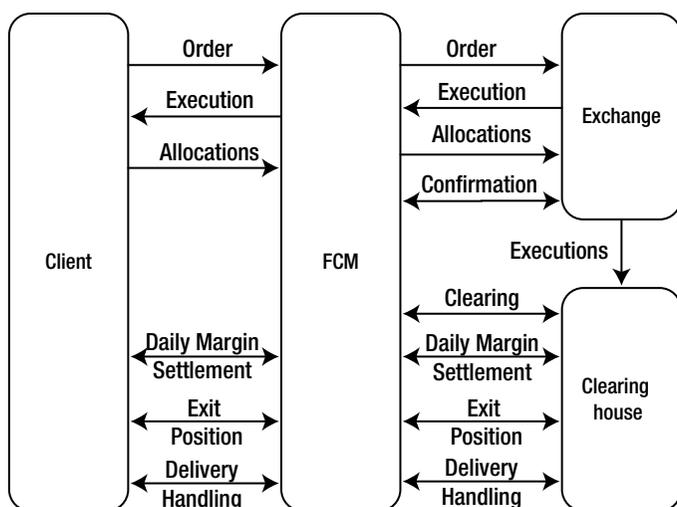 Order
Order
Execution
Execution
Exchange
Allocations
Allocations
Confirmation
Client
FCM
Executions
Clearing
Daily Margin
Settlement
Daily Margin
Settlement
Clearing
house
Exit
Position
Exit
Position
Delivery
Handling
Delivery
Handling